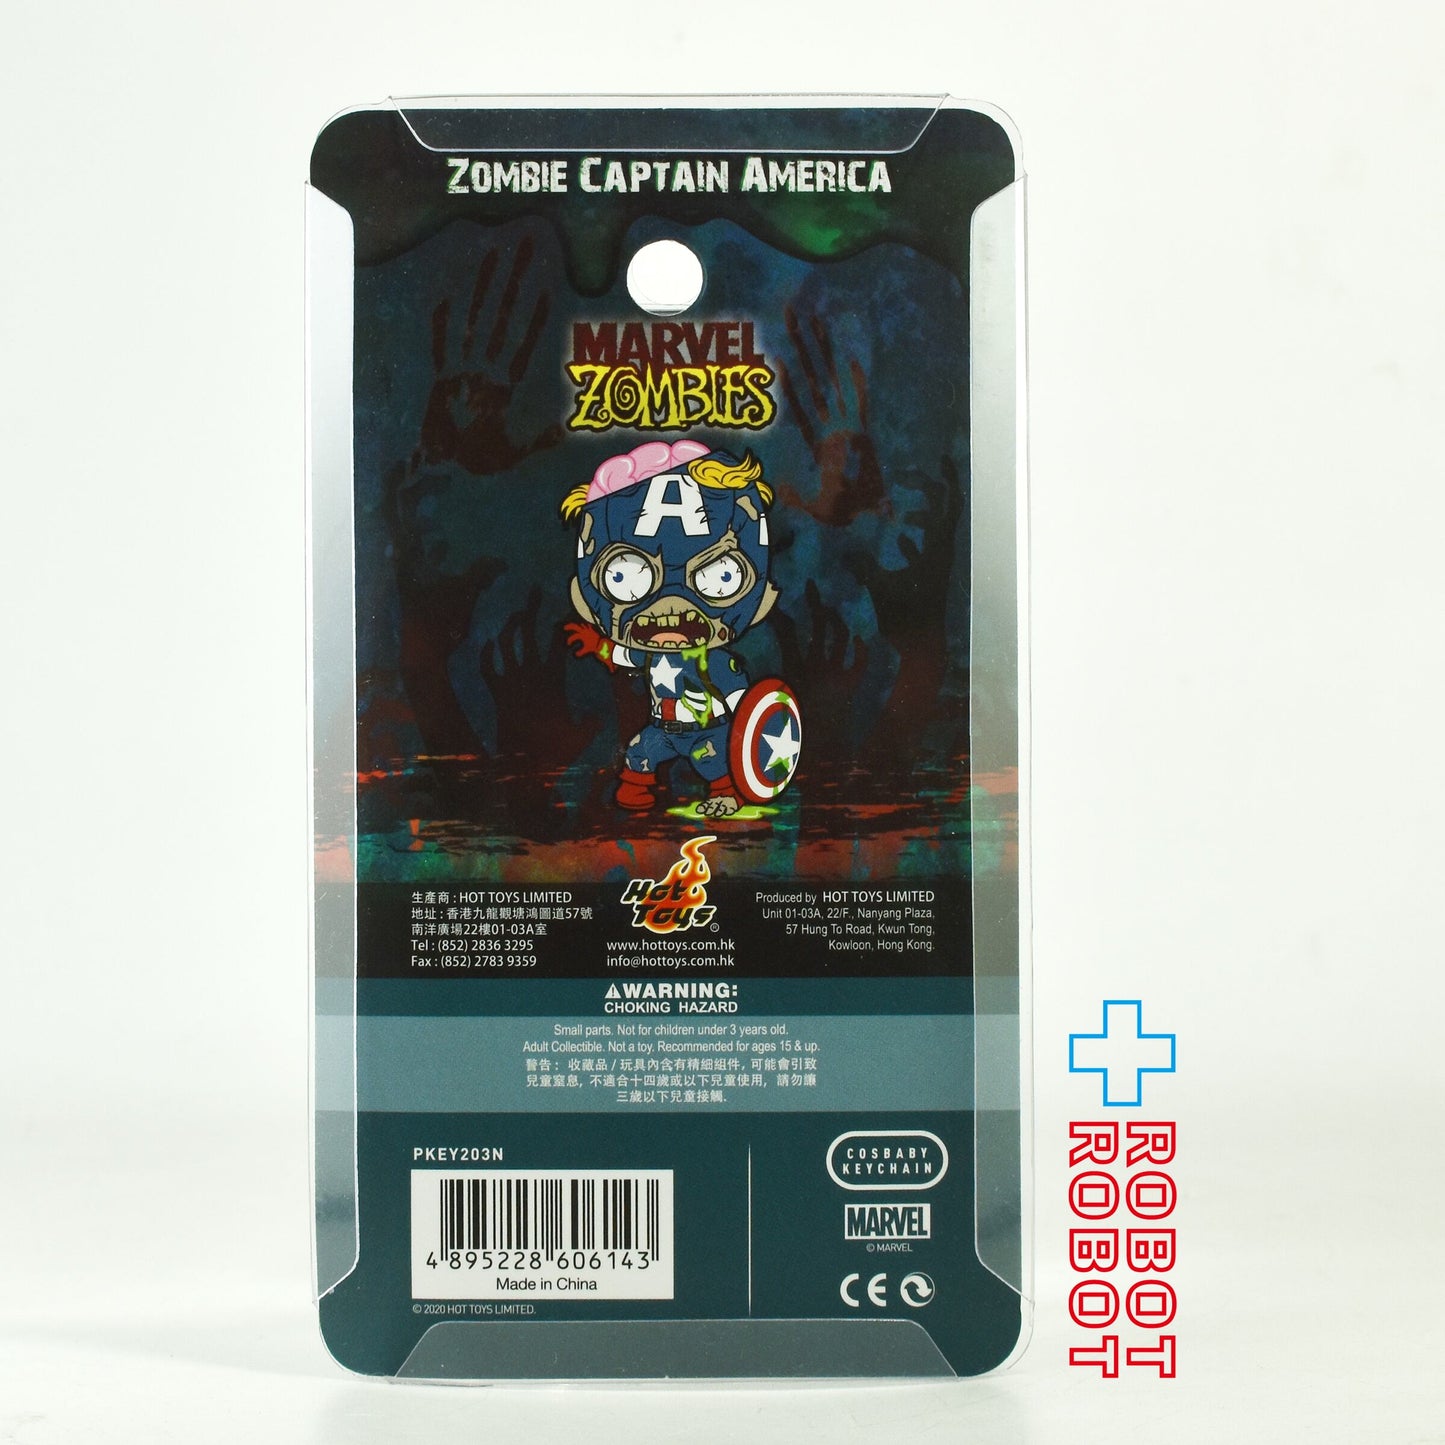 ZOMBIE CAPTAIN AMERICA
MARVEL
ZOMBIES
A
生產商 : HOT TOYS LIMITED
地址 : 香港九龍觀塘鴻圖道57號
南洋廣場22樓01-03A室
Tel : (852) 2836 3295
Fax : (852) 2783 9359
Hot
Toys®
www.hottoys.com.hk
info@hottoys.com.hk
Produced by HOT TOYS LIMITED
Unit 01-03A, 22/F., Nanyang Plaza,
57 Hung To Road, Kwun Tong,
Kowloon, Hong Kong.
⚠WARNING:
CHOKING HAZARD
Small parts. Not for children under 3 years old.
Adult Collectible. Not a toy. Recommended for ages 15 & up.
警告 : 收藏品 / 玩具內含有精細組件, 可能會引致
兒童窒息, 不適合十四歲或以下兒童使用, 請勿讓
三歲以下兒童接觸.
PKEY203N
4 895228 606143
Made in China
© 2020 HOT TOYS LIMITED.
COSBABY
KEYCHAIN
MARVEL
© MARVEL
CE
ROBOT
ROBOT